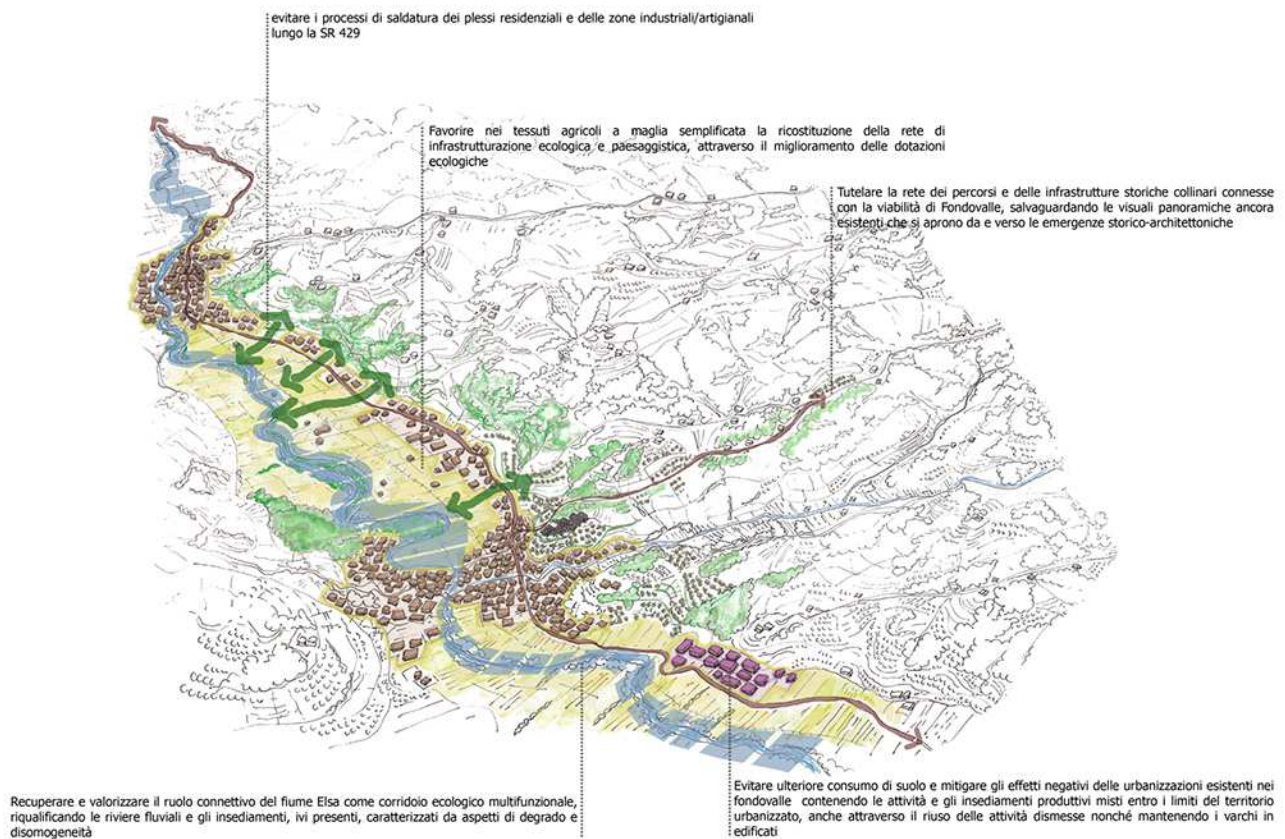 evitare i processi di saldatura dei plessi residenziali e delle zone industriali/artigianali
lungo la SR 429
Favorire nei tessuti agricoli a maglia semplificata la ricostituzione della rete di
infrastrutturazione ecologica e paesaggistica, attraverso il miglioramento delle dotazioni
ecologiche
Tutelare la rete dei percorsi e delle infrastrutture storiche collinari connesse
con la viabilità di Fondovalle, salvaguardando le visuali panoramiche ancora
esistenti che si aprono da e verso le emergenze storico-architettoniche
Recuperare e valorizzare il ruolo connettivo del fiume Elsa come corridoio ecologico multifunzionale,
riqualificando le riviere fluviali e gli insediamenti, ivi presenti, caratterizzati da aspetti di degrado e
disomogeneità
Evitare ulteriore consumo di suolo e mitigare gli effetti negativi delle urbanizzazioni esistenti nei
fondovalle contenendo le attività e gli insediamenti produttivi misti entro i limiti del territorio
urbanizzato, anche attraverso il riuso delle attività dismesse nonché mantenendo i varchi in
edificati